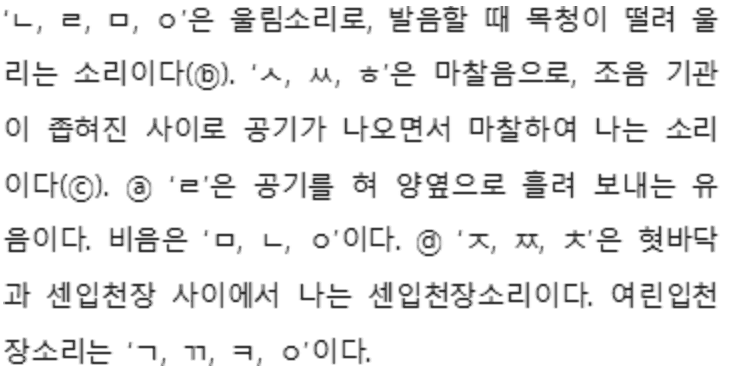 ‘ㄴ, ㄹ, ㅁ, ㅇ’은 울림소리로, 발음할 때 목청이 떨려 울
리는 소리이다(ⓑ). ‘ㅅ, ㅆ, ㅎ’은 마찰음으로, 조음 기관
이 좁혀진 사이로 공기가 나오면서 마찰하여 나는 소리
이다(ⓒ). ⓐ ‘ㄹ’은 공기를 혀 양옆으로 흘려 보내는 유
음이다. 비음은 ‘ㅁ, ㄴ, ㅇ’이다. ⓓ ‘ㅈ, ㅉ, ㅊ’은 혓바닥
과 센입천장 사이에서 나는 센입천장소리이다. 여린입천
장소리는 ‘ㄱ, ㄲ, ㅋ, ㅇ’이다.